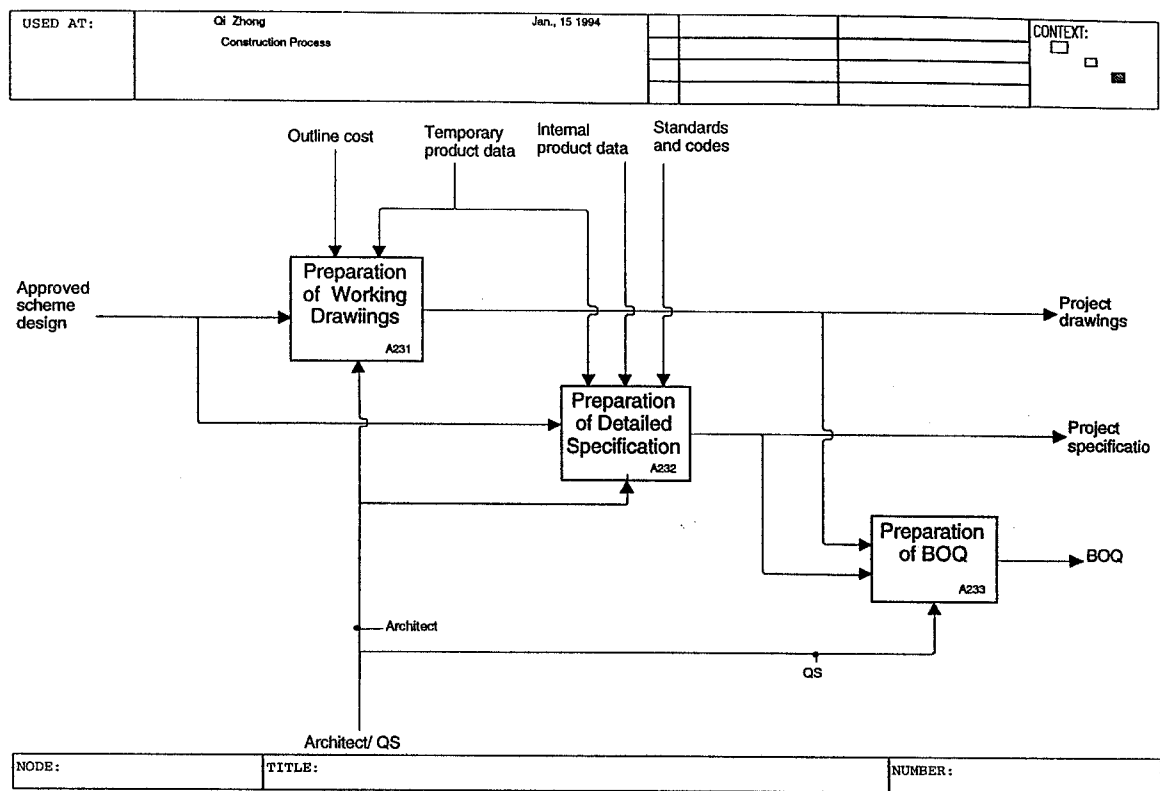 USED AT:
Qi Zhong
Jan., 15 1994
Construction Process
CONTEXT:
Outline cost
Temporary
product data
Internal
product data
Standards
and codes
Approved
scheme
design
Preparation
of Working
Drawiings
A231
Project
drawings
Preparation
of Detailed
Specification
A232
Project
specificatio
Preparation
of BOQ
A233
BOQ
Architect
QS
Architect/ QS
NODE:
TITLE:
NUMBER: